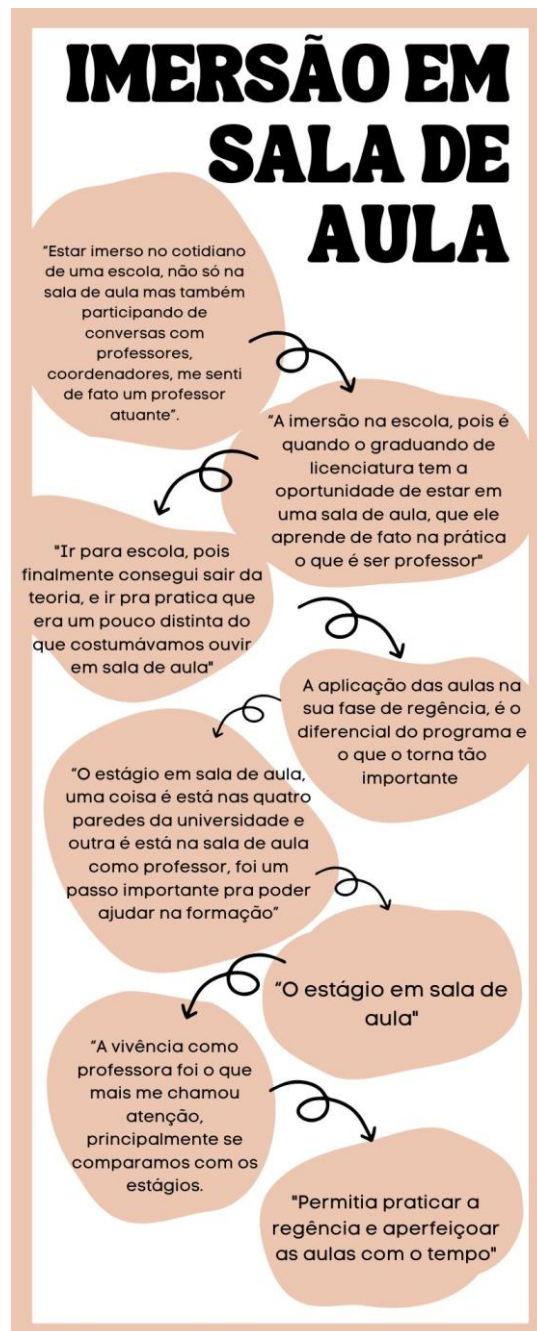 IMERSÃO EM
SALA DE
AULA
“Estar imerso no cotidiano
de uma escola, não só na
sala de aula mas também
participando de
conversas com
professores,
coordenadores, me senti
de fato um professor
atuante”.
“A imersão na escola, pois é
quando o graduando de
licenciatura tem a
oportunidade de estar em
uma sala de aula, que ele
aprende de fato na prática
o que é ser professor"
"Ir para escola, pois
finalmente consegui sair da
teoria, e ir pra pratica que
era um pouco distinta do
que costumávamos ouvir
em sala de aula"
A aplicação das aulas na
sua fase de regência, é o
diferencial do programa e
o que o torna tão
importante
“O estágio em sala de aula,
uma coisa é está nas quatro
paredes da universidade e
outra é está na sala de aula
como professor, foi um
passo importante pra poder
ajudar na formação”
“O estágio em sala de
aula"
“A vivência como
professora foi o que
mais me chamou
atenção,
principalmente se
comparamos com os
estágios.
"Permitia praticar a
regência e aperfeiçoar
as aulas com o tempo"